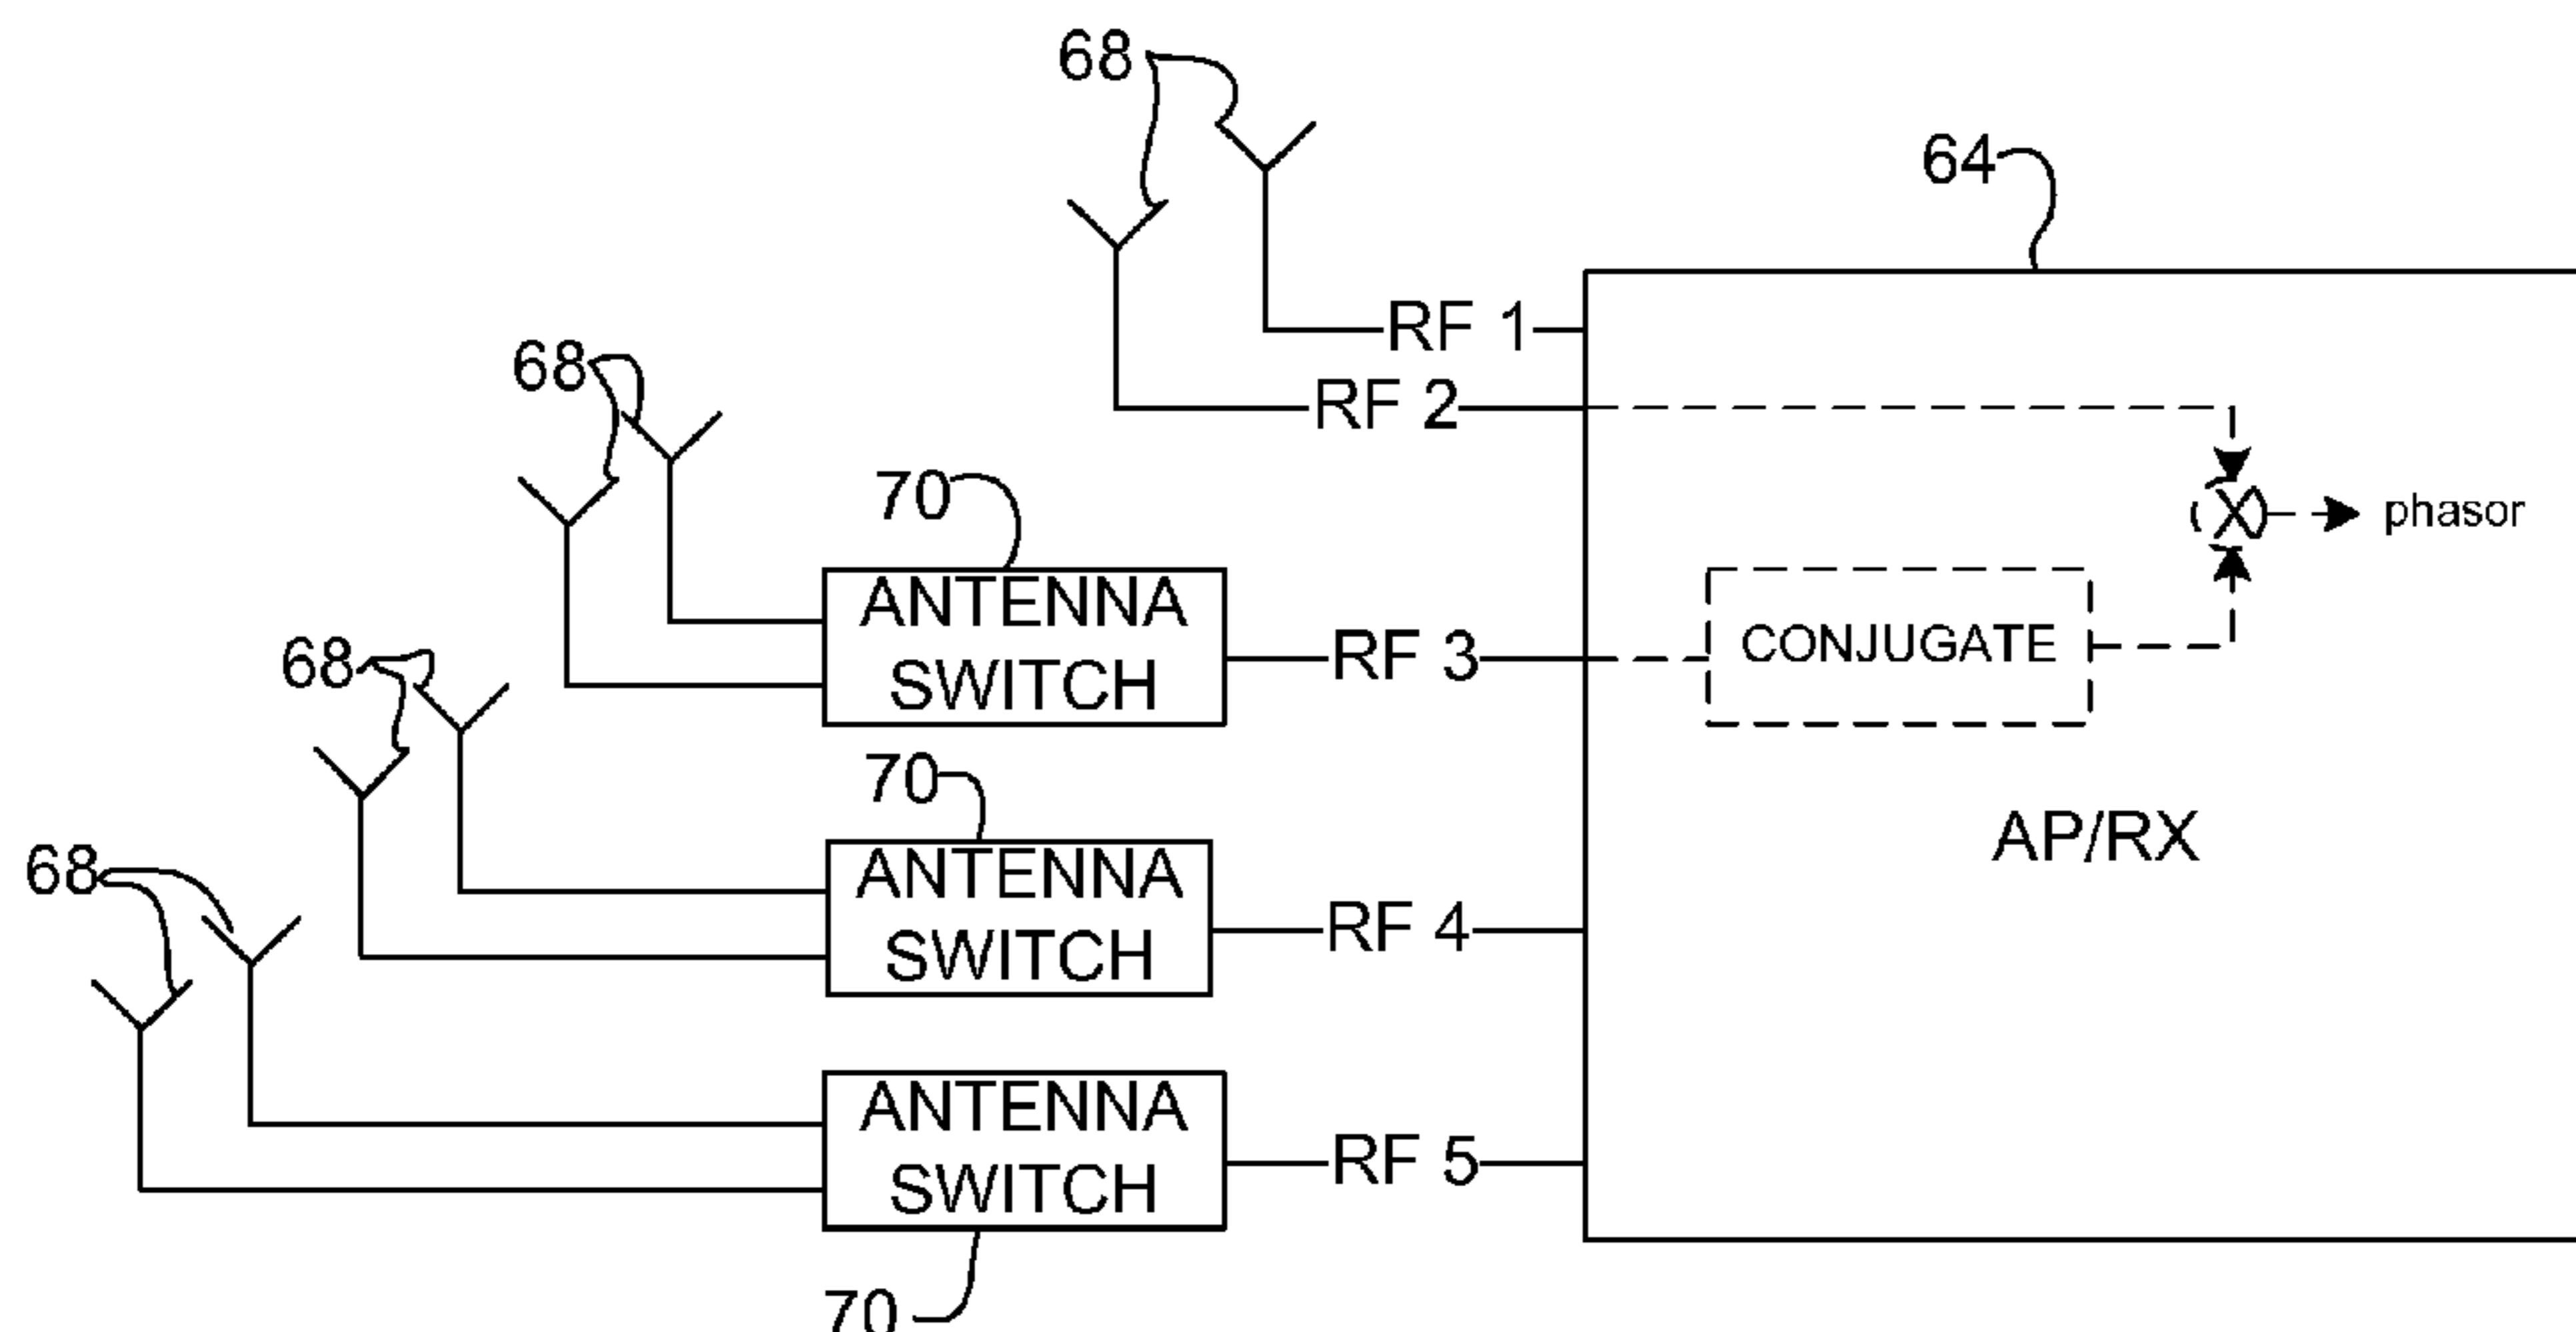 68
64
RF 1
68
RF 2
70
phasor
ANTENNA
SWITCH
RF 3
CONJUGATE
68
70
AP/RX
68
ANTENNA
SWITCH
RF 4
ANTENNA
SWITCH
RF 5
70